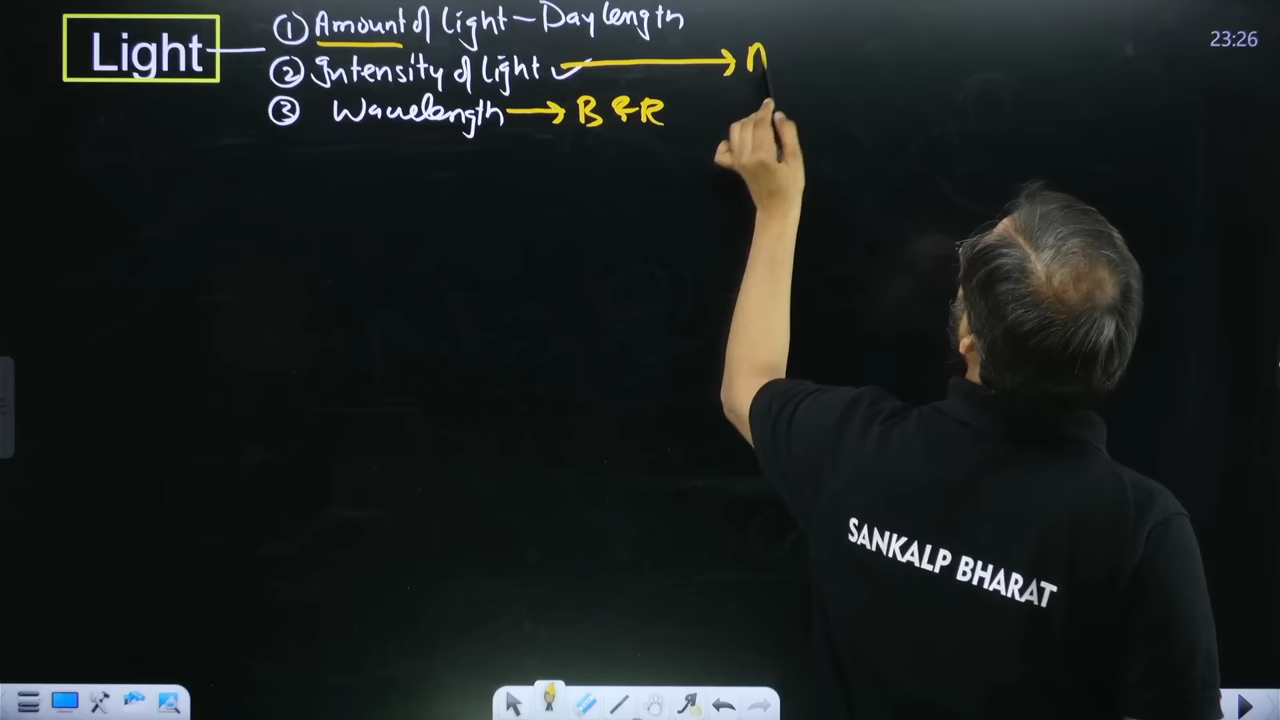 Light
① Amount of light - Day length
② Intensity of light ✓ →
③ Wavelength → B & R
23:26
SANKALP BHARAT